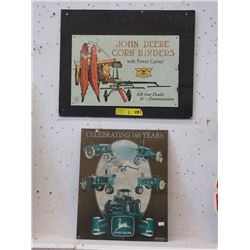 JOHN DEERE
CORN BINDERS
with Power Carrier
Ask your Dealer
for a Demonstration
CELEBRATING 160 YEARS
JOHN DEERE